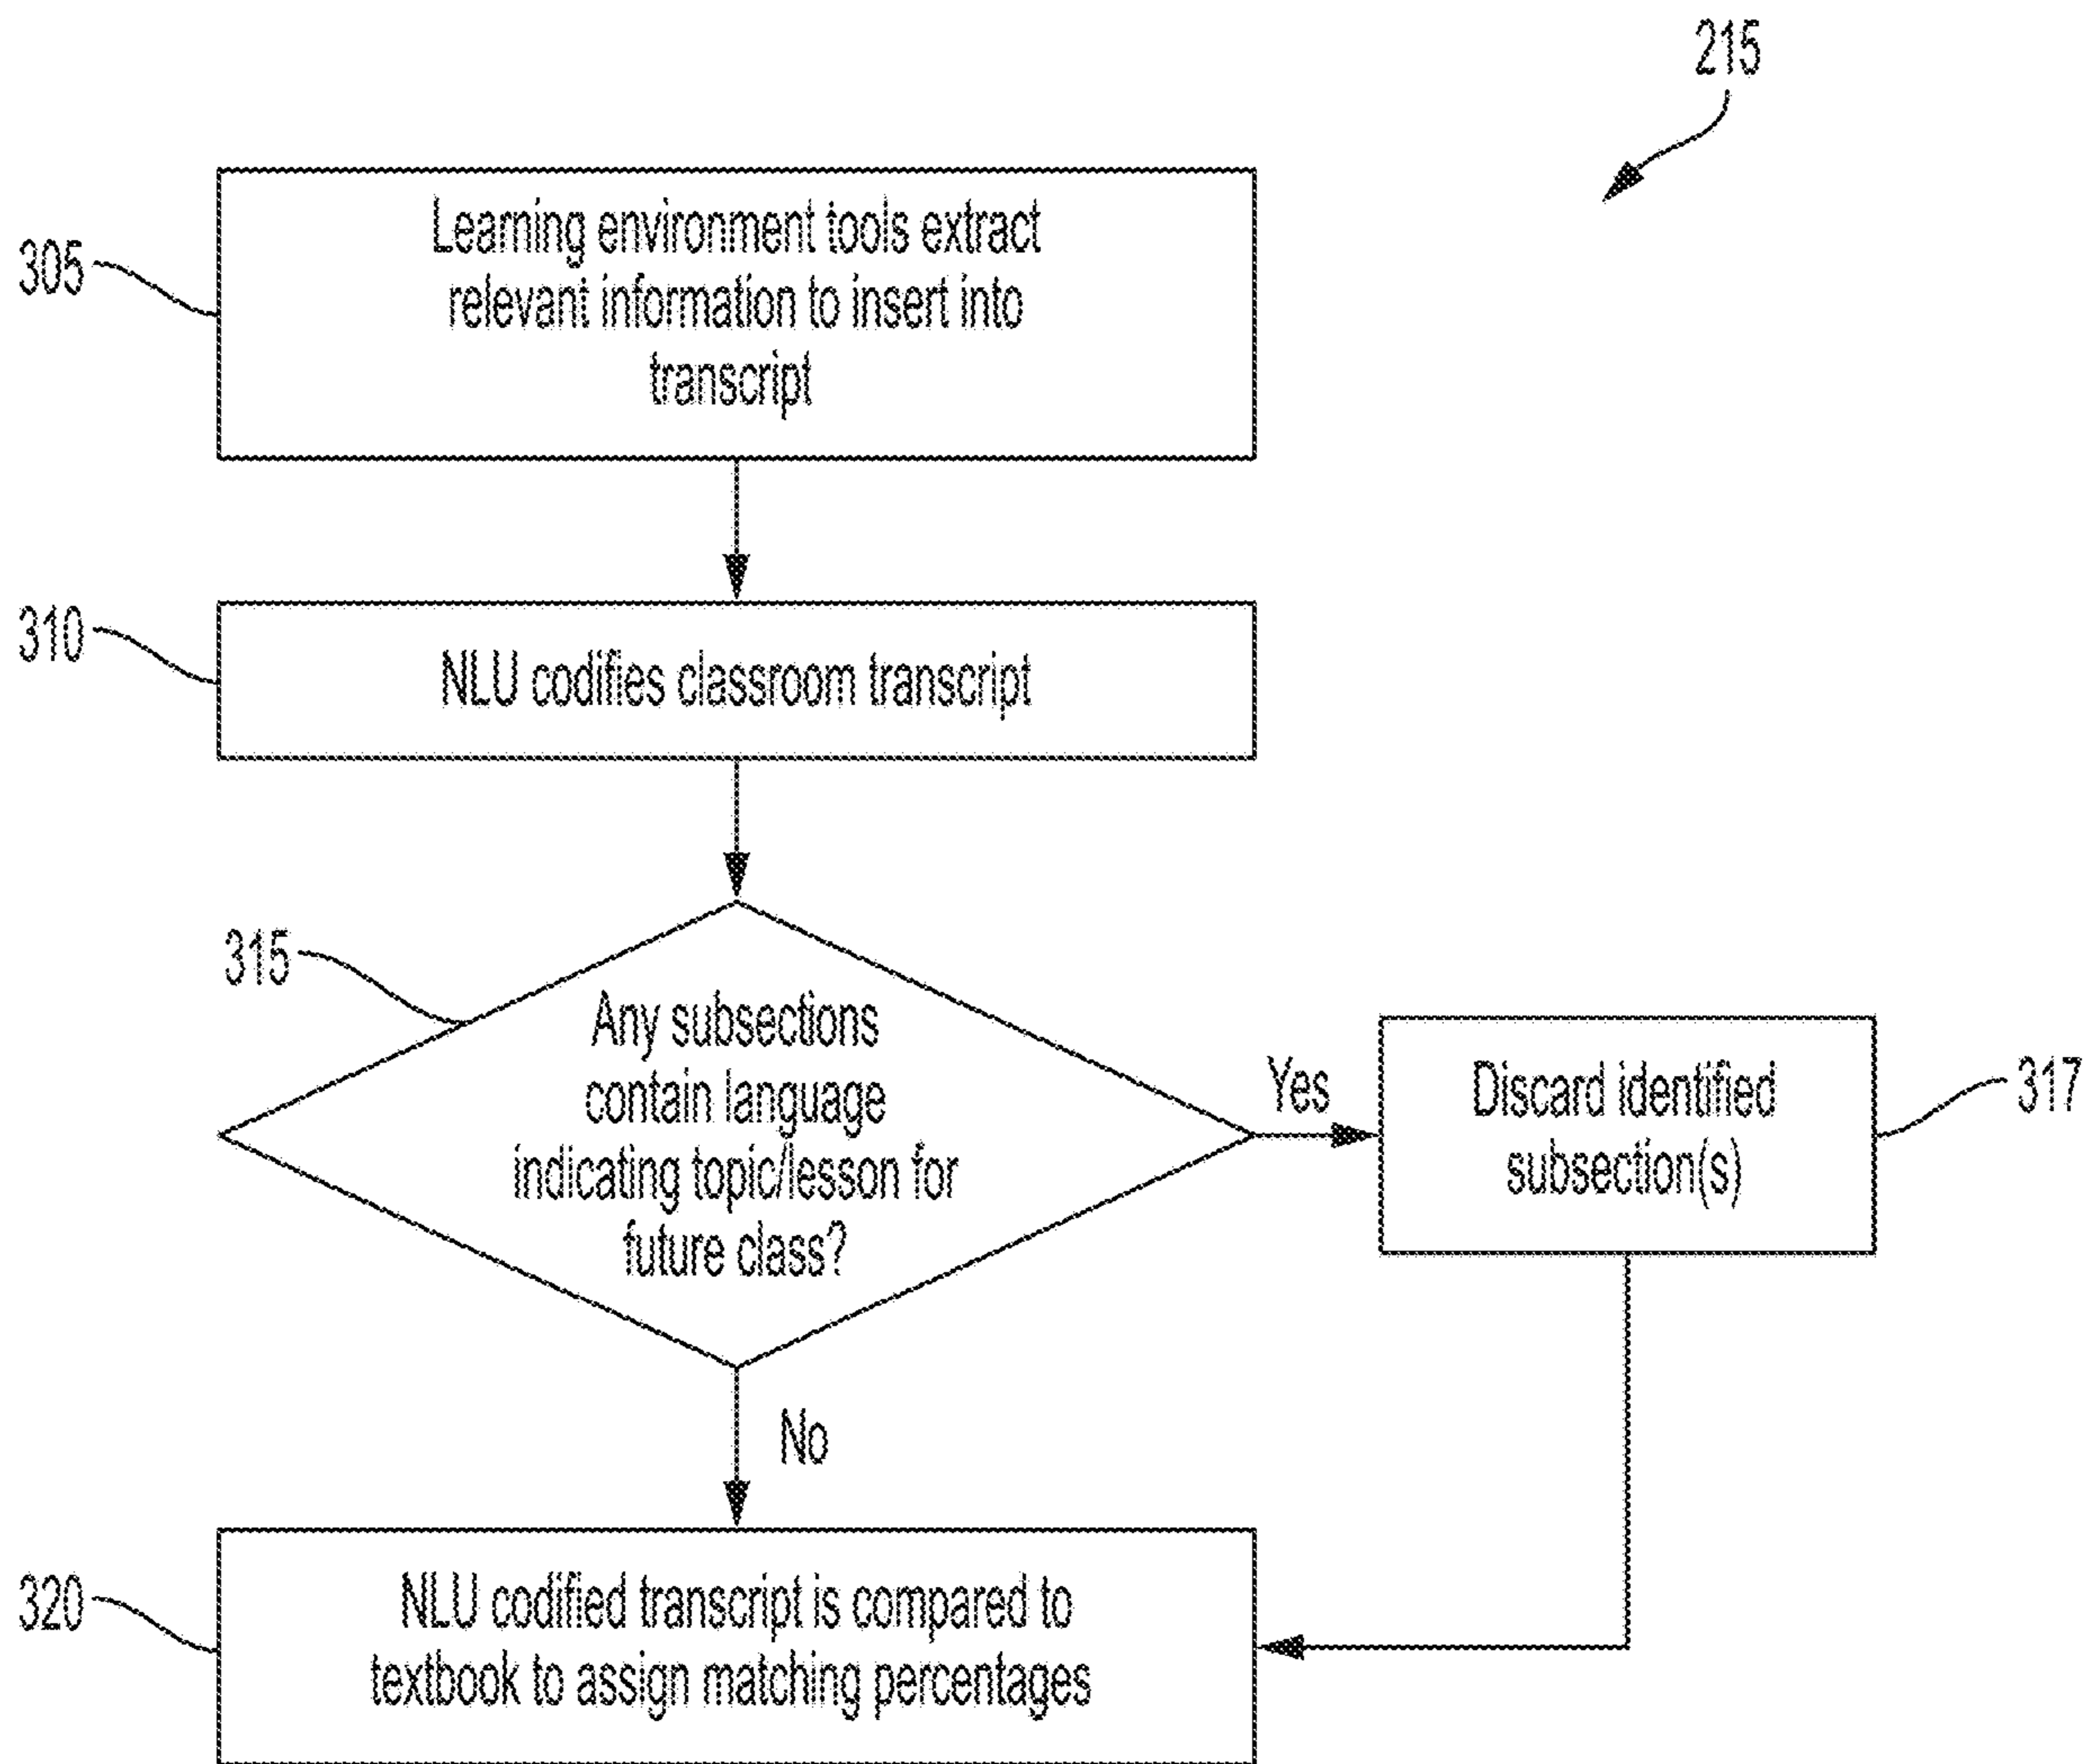 215
305
Learning environment tools extract
relevant information to insert into
transcript
310
NLU codifies classroom transcript
315
Any subsections
contain language
indicating topic/lesson for
future class?
Yes
Discard identified
subsection(s)
317
No
320
NLU codified transcript is compared to
textbook to assign matching percentages